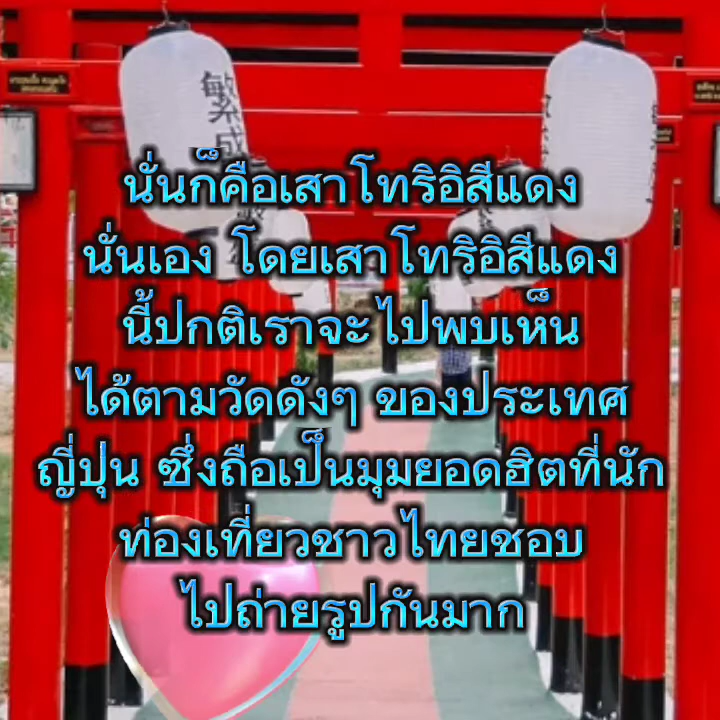 繁成
นั่นก็คือเสาโทริอิสีแดง
นั่นเอง โดยเสาโทริอิสีแดง
นี้ปกติเราจะไปพบเห็น
ได้ตามวัดดังๆ ของประเทศ
ญี่ปุ่น ซึ่งถือเป็นมุมยอดฮิตที่นัก
ท่องเที่ยวชาวไทยชอบ
ไปถ่ายรูปกันมาก